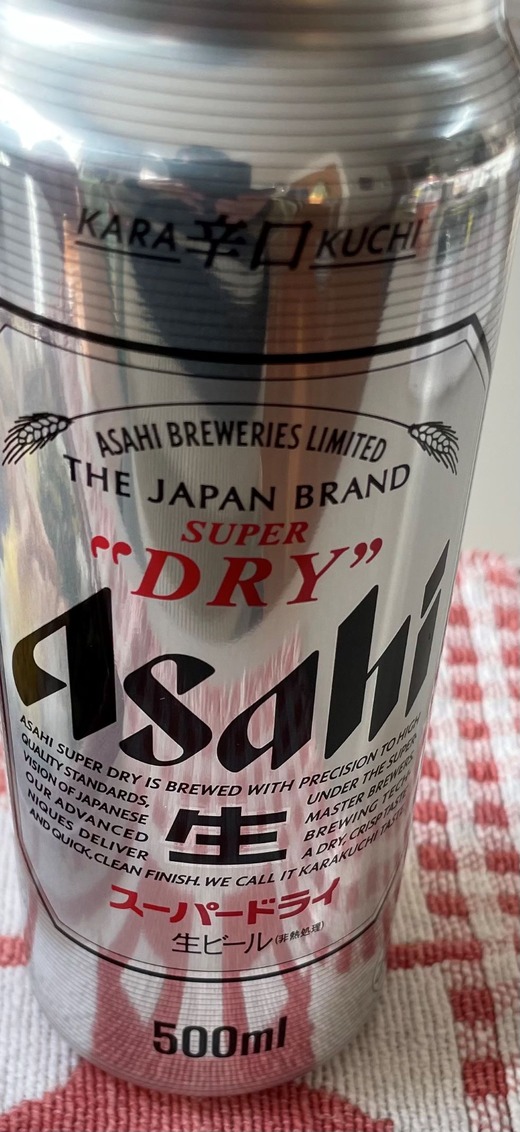 KARA 辛口 KUCHI
ASAHI BREWERIES LIMITED
THE JAPAN BRAND
SUPER
“DRY”
Asahi
ASAHI SUPER DRY IS BREWED WITH PRECISION TO HIGH
QUALITY STANDARDS, UNDER THE SUPER
VISION OF JAPANESE MASTER BREWERS
OUR ADVANCED BREWING TECH
NIQUES DELIVER A DRY, CRISP TASTE
AND QUICK, CLEAN FINISH. WE CALL IT KARAKUCHI TASTE
生
スーパードライ
生ビール(非熱処理)
500ml